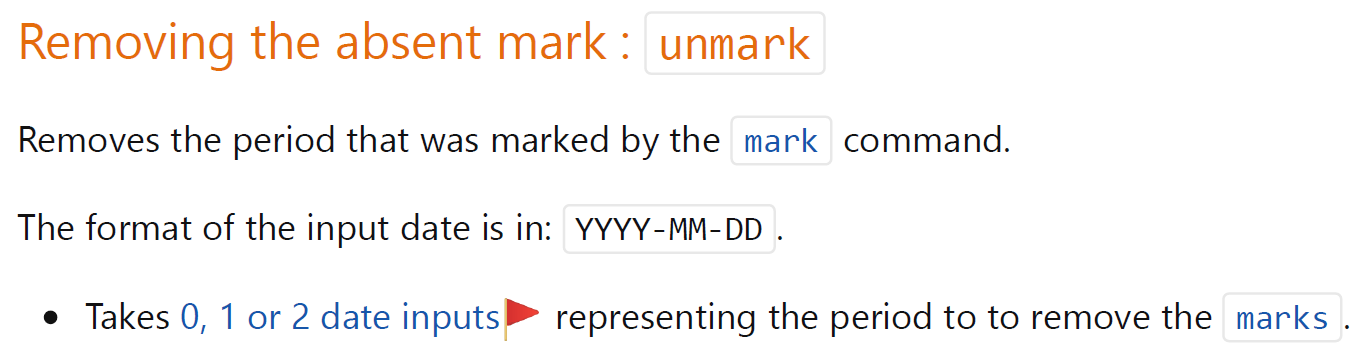 Removing the absent mark : unmark
Removes the period that was marked by the mark command.
The format of the input date is in: YYYY-MM-DD.
• Takes 0, 1 or 2 date inputs🚩 representing the period to to remove the marks.